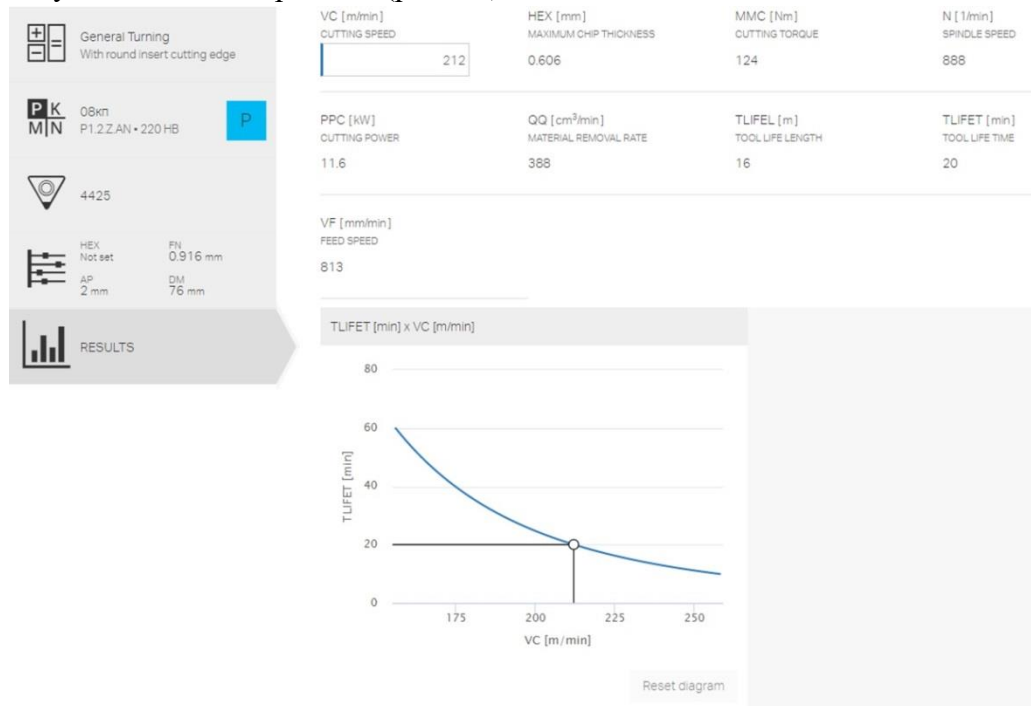 VC [m/min]
CUTTING SPEED
212
HEX [mm]
MAXIMUM CHIP THICKNESS
0.606
MMC [Nm]
CUTTING TORQUE
124
N [1/min]
SPINDLE SPEED
888
General Turning
With round insert cutting edge
P K
M N
08кп
P1.2.Z.AN • 220 HB
P
PPC [kW]
CUTTING POWER
11.6
QQ [cm³/min]
MATERIAL REMOVAL RATE
388
TLIFEL [m]
TOOL LIFE LENGTH
16
TLIFET [min]
TOOL LIFE TIME
20
4425
VF [mm/min]
FEED SPEED
813
HEX
Not set
FN
0.916 mm
AP
2 mm
DM
76 mm
RESULTS
TLIFET [min] x VC [m/min]
80
60
40
20
0
TLIFET [min]
175 200 225 250
VC [m/min]
Reset diagram